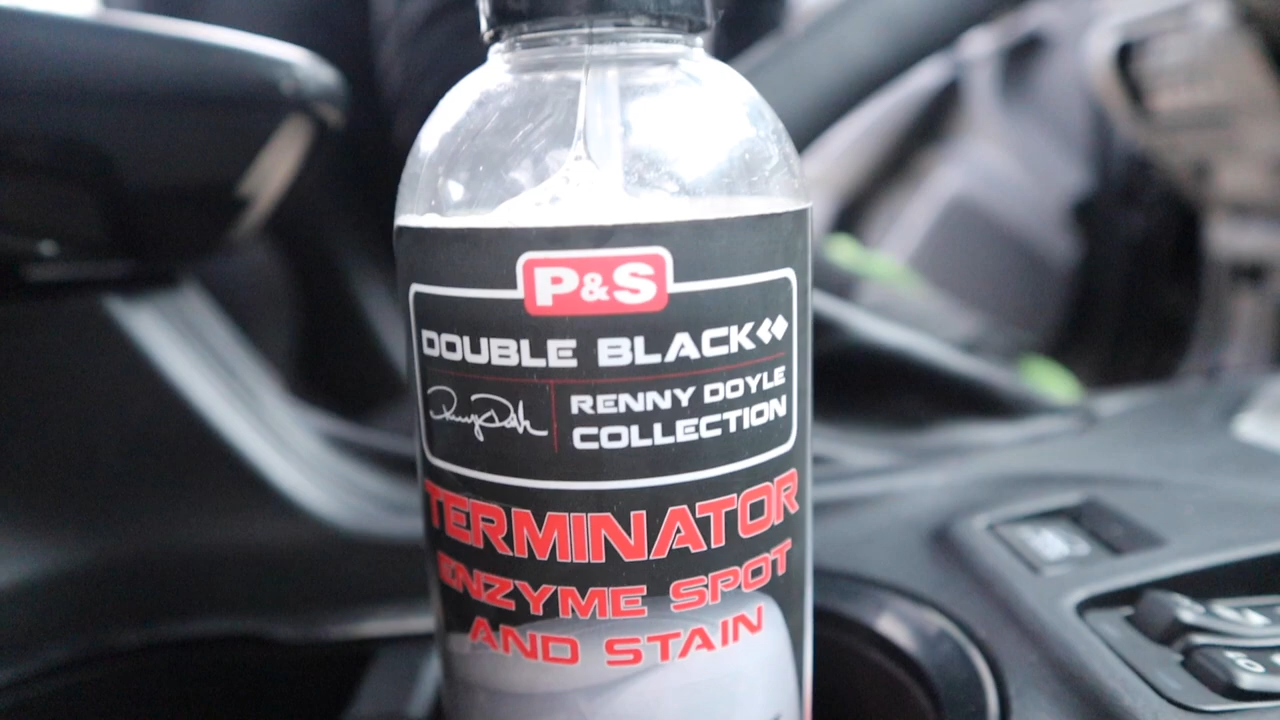 P&S
DOUBLE BLACK
RENNY DOYLE
COLLECTION
TERMINATOR
ENZYME SPOT
AND STAIN